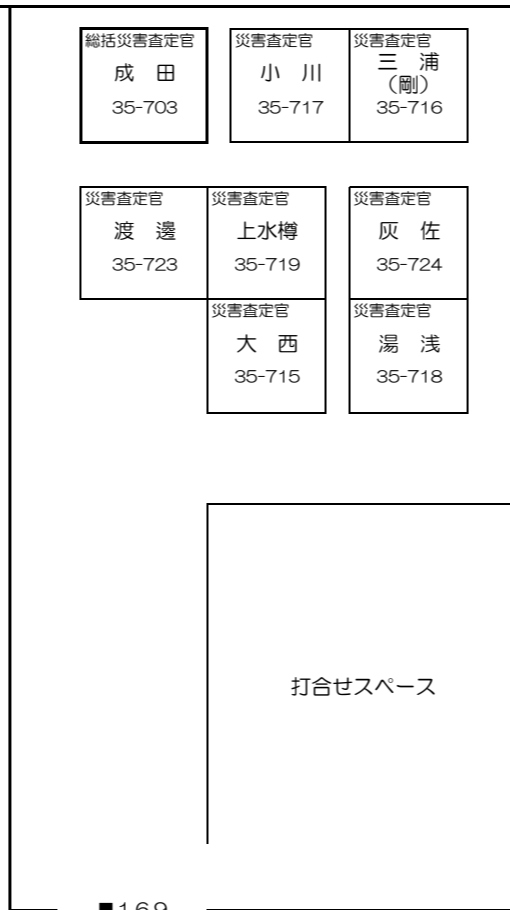 総括災害査定官
成 田
35-703
災害査定官
小 川
35-717
災害査定官
三 浦
（剛）
35-716
災害査定官
渡 邊
35-723
災害査定官
上水樽
35-719
災害査定官
灰 佐
35-724
災害査定官
大 西
35-715
災害査定官
湯 浅
35-718
打合せスペース
■169